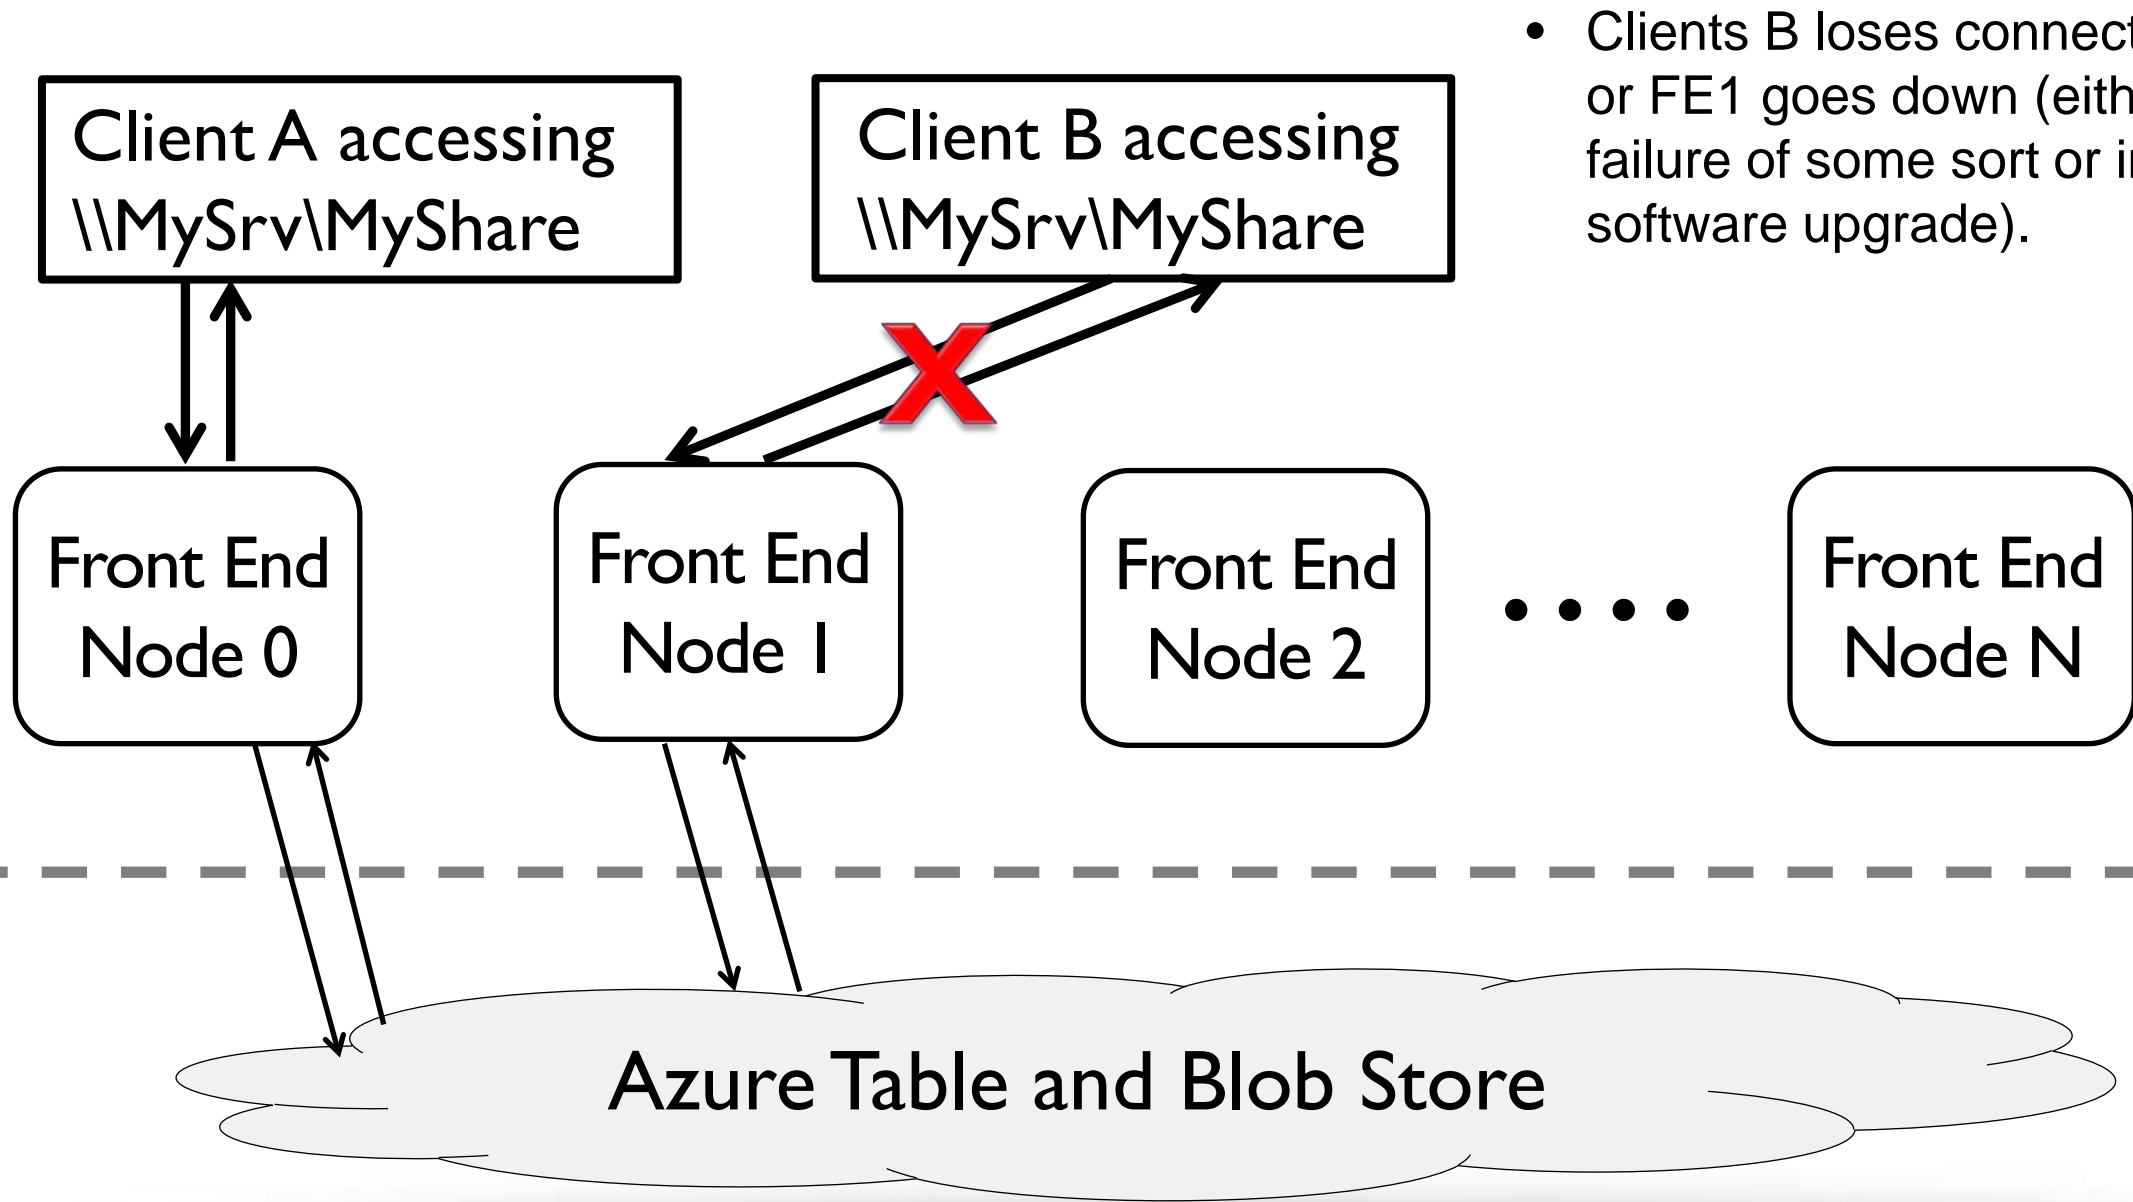 • Clients B loses connect
or FE1 goes down (eith
failure of some sort or i
software upgrade).
Client A accessing
\\MySrv\MyShare
Client B accessing
\\MySrv\MyShare
Front End
Node 0
Front End
Node 1
Front End
Node 2
Front End
Node N
Azure Table and Blob Store